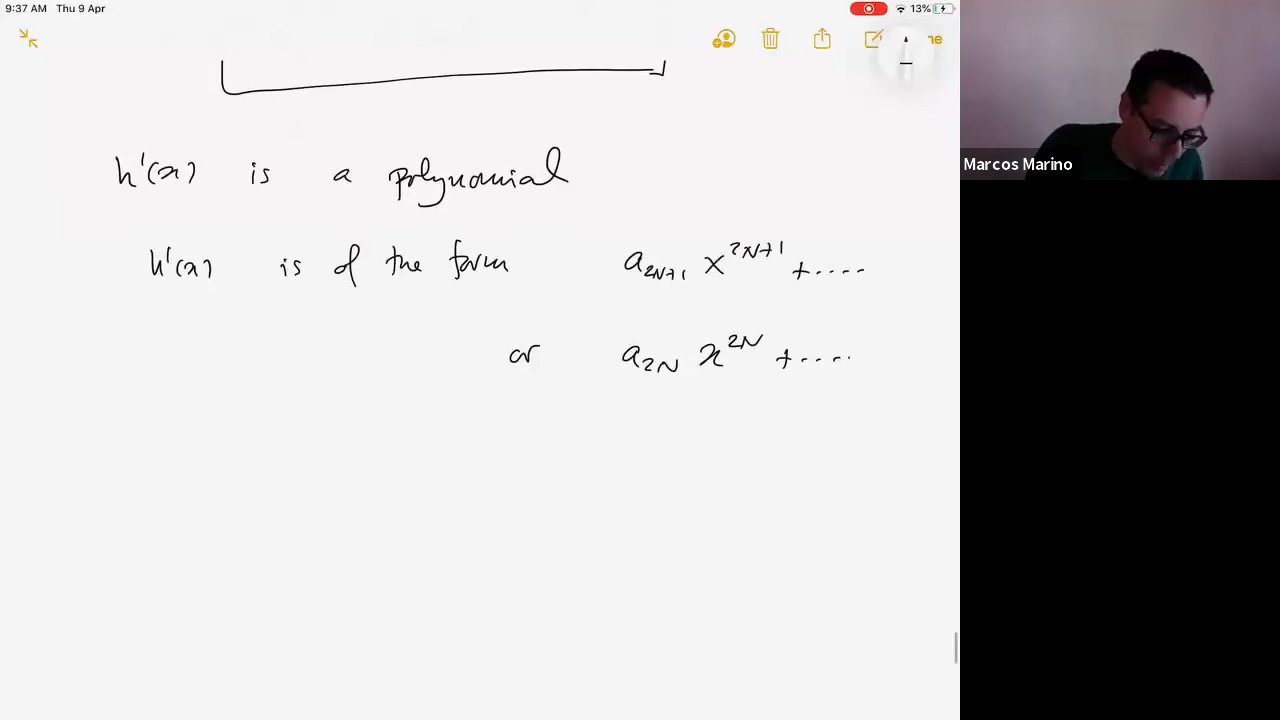 9:37 AM Thu 9 Apr
13%
ne
Marcos Marino
h'(x) is a polynomial
h'(x) is of the form a_{2N+1} x^{2N+1} + .....
or a_{2N} x^{2N} + .....